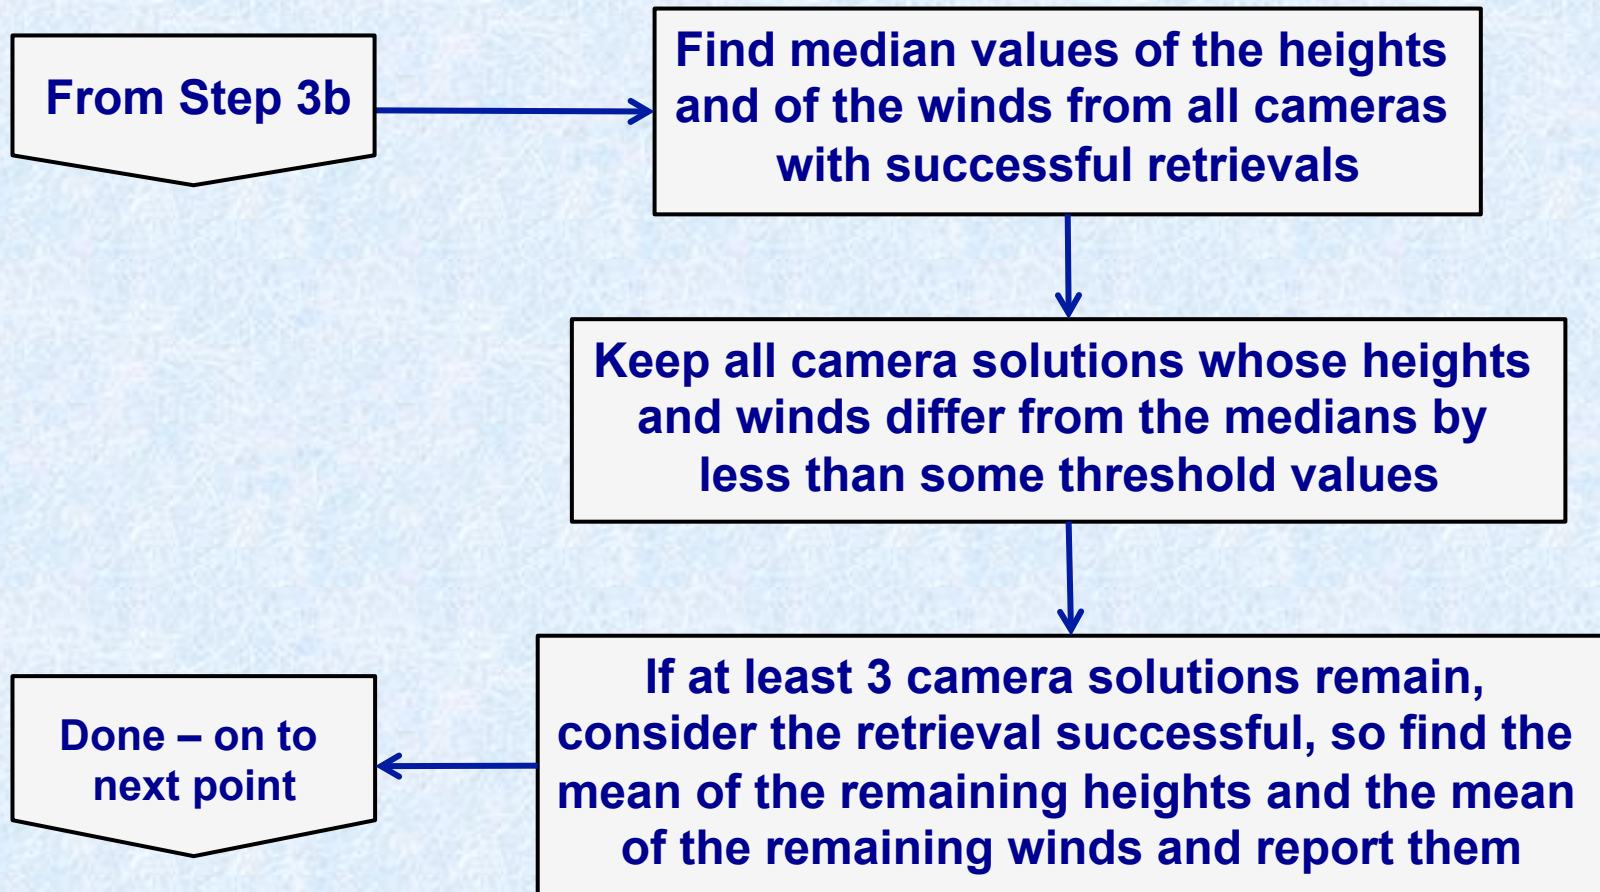 From Step 3b
Find median values of the heights
and of the winds from all cameras
with successful retrievals
Keep all camera solutions whose heights
and winds differ from the medians by
less than some threshold values
If at least 3 camera solutions remain,
consider the retrieval successful, so find the
mean of the remaining heights and the mean
of the remaining winds and report them
Done – on to
next point